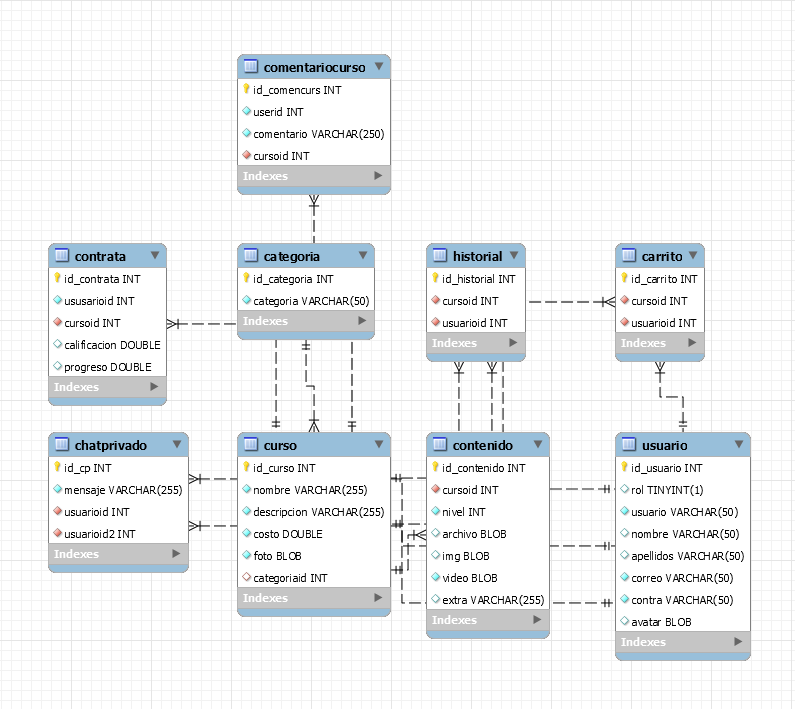 comentariocurso
id_comencurs INT
userid INT
comentario VARCHAR(250)
cursoid INT
Indexes
contrata
id_contrata INT
ususarioid INT
cursoid INT
calificacion DOUBLE
progreso DOUBLE
Indexes
categoria
id_categoria INT
categoria VARCHAR(50)
Indexes
historial
id_historial INT
cursoid INT
usuarioid INT
Indexes
carrito
id_carrito INT
cursoid INT
usuarioid INT
Indexes
chatprivado
id_cp INT
mensaje VARCHAR(255)
usuarioid INT
usuarioid2 INT
Indexes
curso
id_curso INT
nombre VARCHAR(255)
descripcion VARCHAR(255)
costo DOUBLE
foto BLOB
categoriaid INT
Indexes
contenido
id_contenido INT
cursoid INT
nivel INT
archivo BLOB
img BLOB
video BLOB
extra VARCHAR(255)
Indexes
usuario
id_usuario INT
rol TINYINT(1)
usuario VARCHAR(50)
nombre VARCHAR(50)
apellidos VARCHAR(50)
correo VARCHAR(50)
contra VARCHAR(50)
avatar BLOB
Indexes